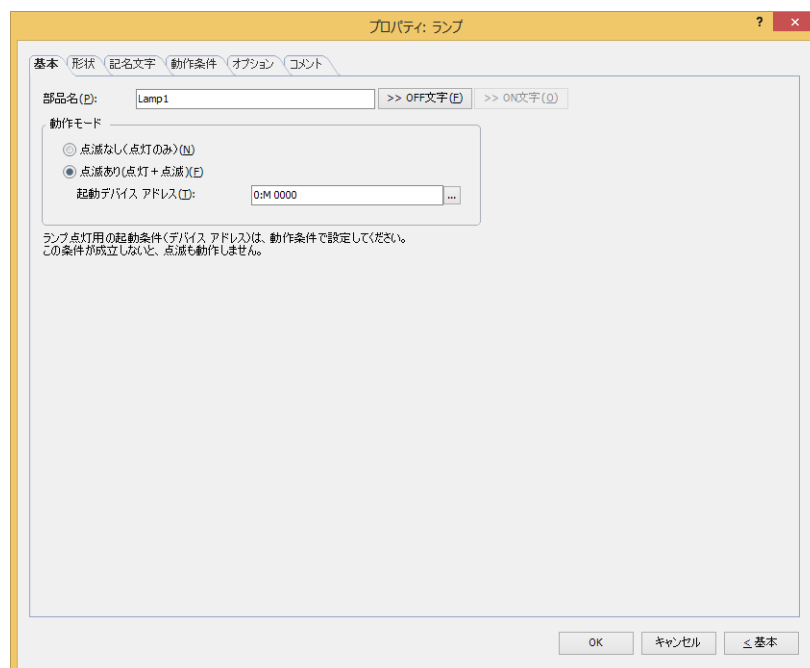 プロパティ: ランプ
?
×
基本 形状 記名文字 動作条件 オプション コメント
部品名(P): Lamp1 >> OFF文字(F) >> ON文字(O)
動作モード
点滅なし(点灯のみ)(N)
点滅あり(点灯+点滅)(F)
起動デバイス アドレス(T): 0:M 0000 ...
ランプ点灯用の起動条件(デバイス アドレス)は、動作条件で設定してください。
この条件が成立しないと、点滅も動作しません。
OK キャンセル < 基本